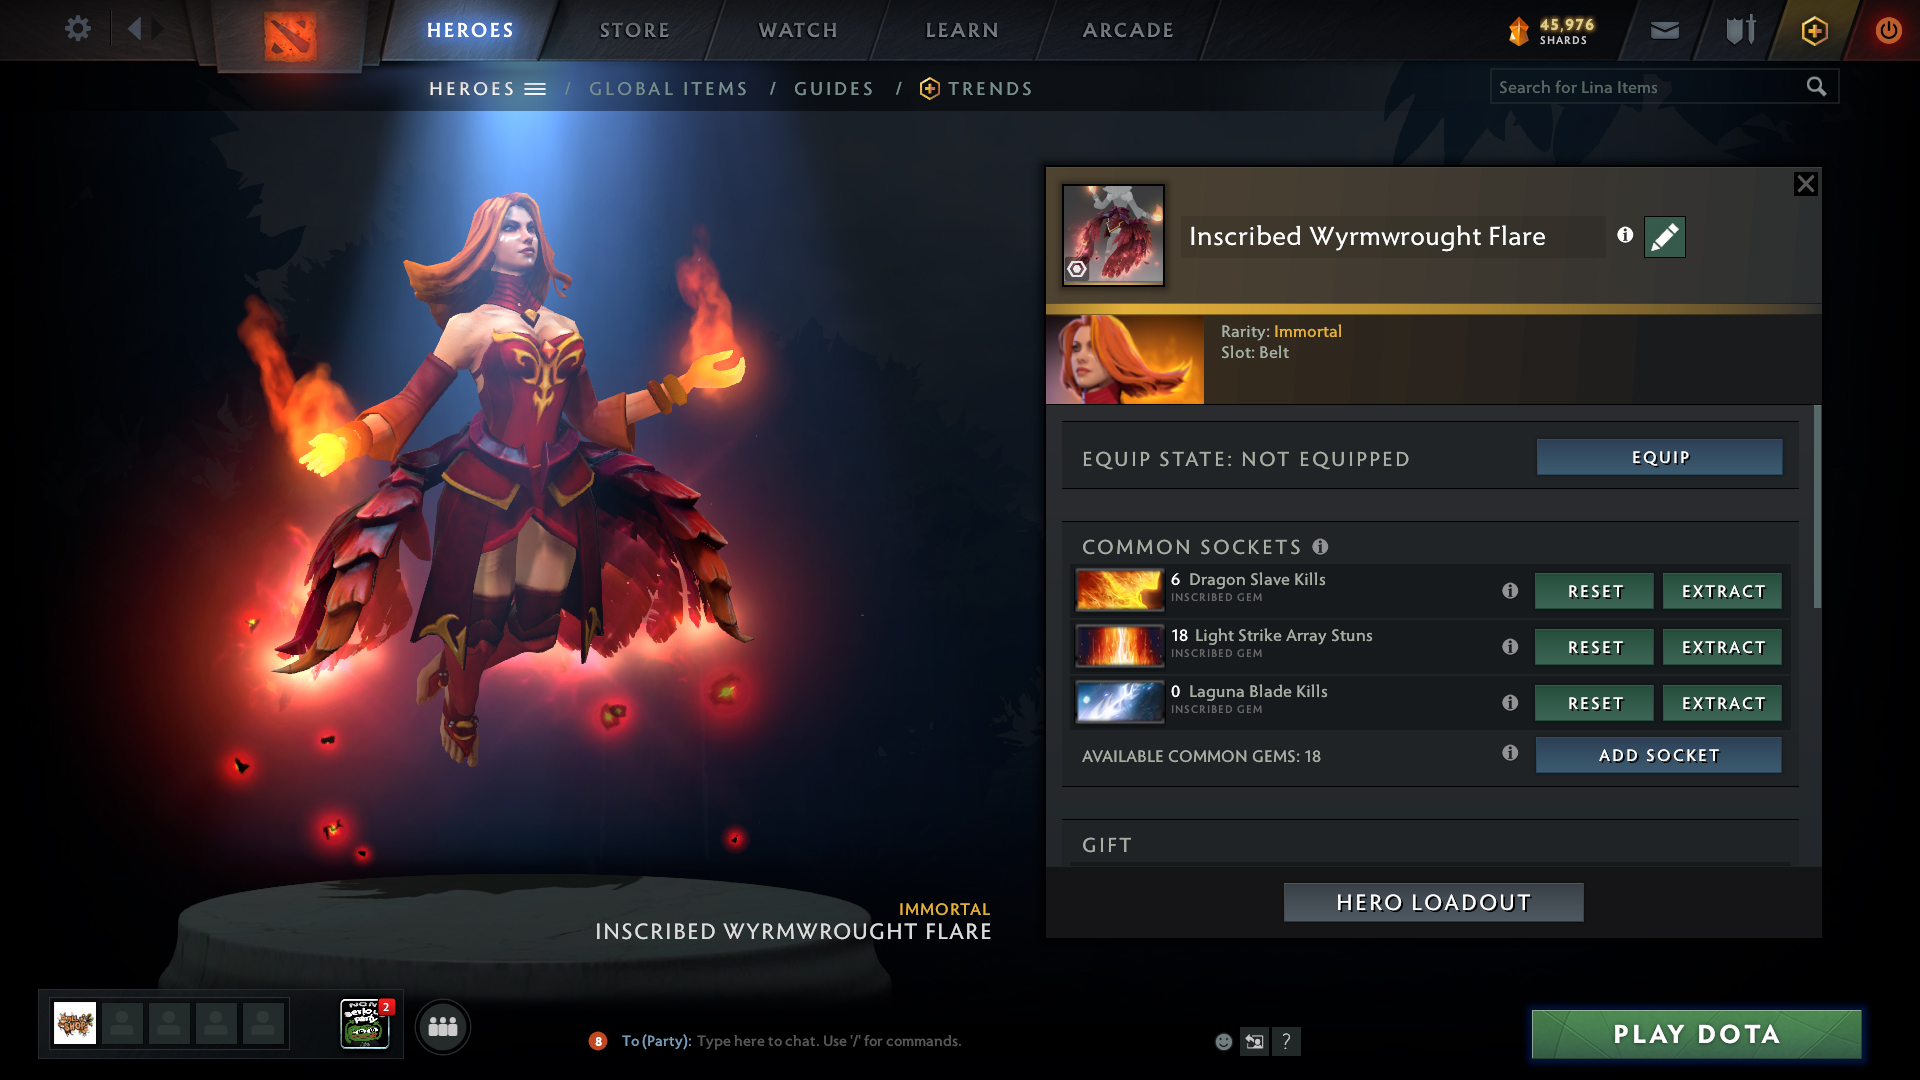 HEROES
STORE
WATCH
LEARN
ARCADE
45,976
SHARDS
HEROES / GLOBAL ITEMS / GUIDES / TRENDS
Search for Lina Items
Inscribed Wyrmwrought Flare
Rarity: Immortal
Slot: Belt
EQUIP STATE: NOT EQUIPPED
EQUIP
COMMON SOCKETS
6 Dragon Slave Kills
INSCRIBED GEM
RESET
EXTRACT
18 Light Strike Array Stuns
INSCRIBED GEM
RESET
EXTRACT
0 Laguna Blade Kills
INSCRIBED GEM
RESET
EXTRACT
AVAILABLE COMMON GEMS: 18
ADD SOCKET
GIFT
HERO LOADOUT
IMMORTAL
INSCRIBED WYRMWROUGHT FLARE
2
8
To (Party): Type here to chat. Use '/' for commands.
?
PLAY DOTA